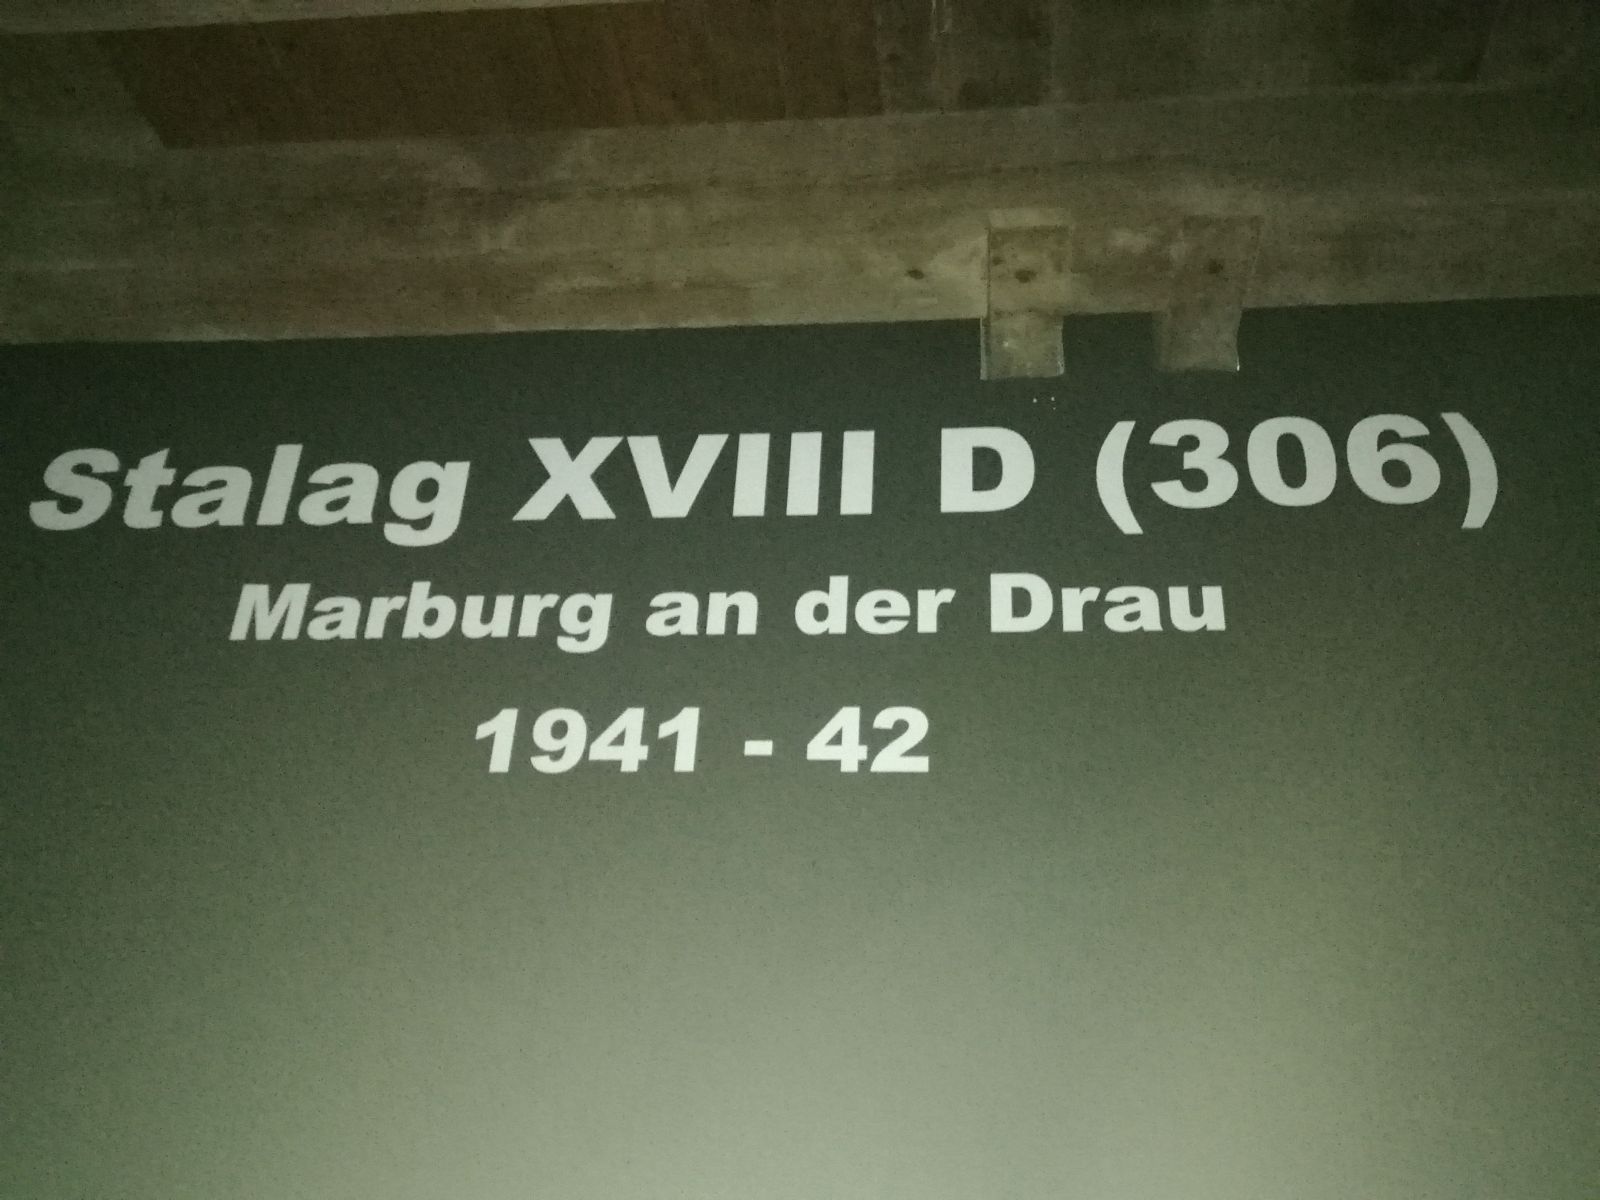 Stalag XVIII D (306)
Marburg an der Drau
1941 - 42